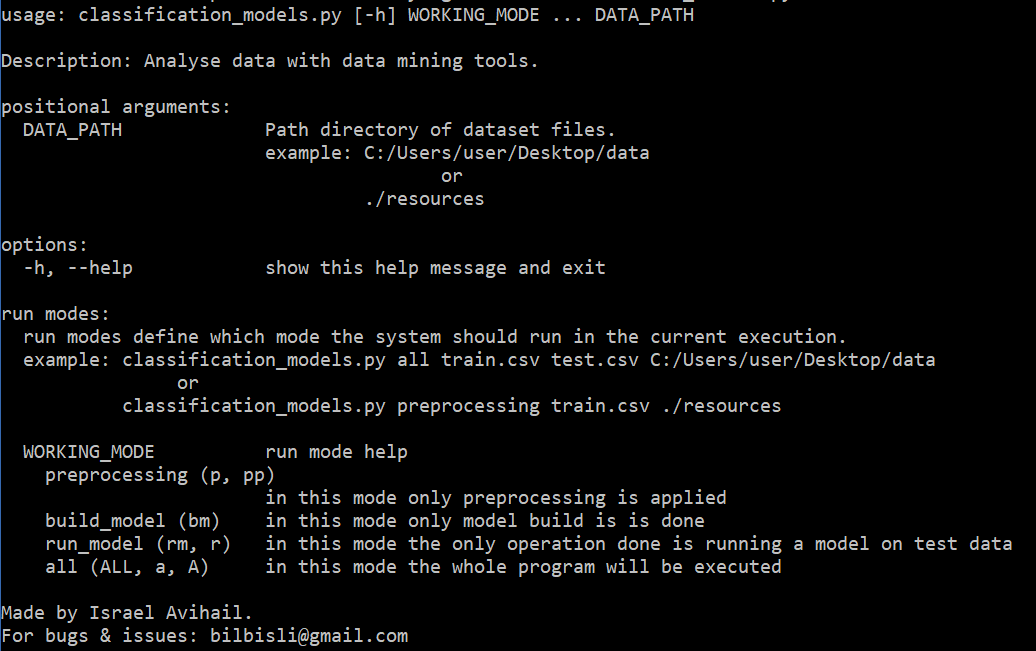 usage: classification_models.py [-h] WORKING_MODE ... DATA_PATH
Description: Analyse data with data mining tools.
positional arguments:
DATA_PATH Path directory of dataset files.
example: C:/Users/user/Desktop/data
or
./resources
options:
-h, --help show this help message and exit
run modes:
run modes define which mode the system should run in the current execution.
example: classification_models.py all train.csv test.csv C:/Users/user/Desktop/data
or
classification_models.py preprocessing train.csv ./resources
WORKING_MODE run mode help
preprocessing (p, pp)
in this mode only preprocessing is applied
build_model (bm) in this mode only model build is is done
run_model (rm, r) in this mode the only operation done is running a model on test data
all (ALL, a, A) in this mode the whole program will be executed
Made by Israel Avihail.
For bugs & issues: bilbisli@gmail.com